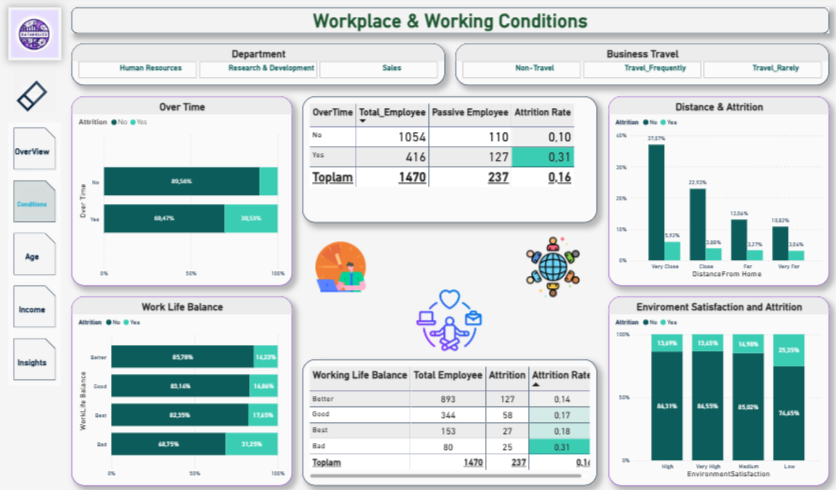 Workplace & Working Conditions
Department
Human Resources
Research & Development
Sales
Business Travel
Non-Travel
Travel_Frequently
Travel_Rarely
OverView
Conditions
Age
Income
Insights
Over Time
Attrition No Yes
Over Time
No 89,56%
Yes 69,47% 30,53%
0% 50% 100%
OverTime Total_Employee Passive Employee Attrition Rate
No 1054 110 0,10
Yes 416 127 0,31
Toplam 1470 237 0,16
Distance & Attrition
Attrition No Yes
40%
30%
20%
10%
0%
37,07% 5,92%
22,93% 3,88%
13,06% 3,27%
10,82% 3,06%
Very Close Close Far Very Far
DistanceFrom Home
Work Life Balance
Attrition No Yes
WorkLife Balance
Better 85,78% 14,22%
Good 83,14% 16,86%
Best 82,35% 17,65%
Bad 68,75% 31,25%
0% 50% 100%
Working Life Balance Total Employee Attrition Attrition Rate
Better 893 127 0,14
Good 344 58 0,17
Best 153 27 0,18
Bad 80 25 0,31
Toplam 1470 237 0,16
Enviroment Satisfaction and Attrition
Attrition No Yes
100%
50%
0%
13,69% 13,45% 14,98% 25,35%
86,31% 86,55% 85,02% 74,65%
High Very High Medium Low
EnvironmentSatisfaction